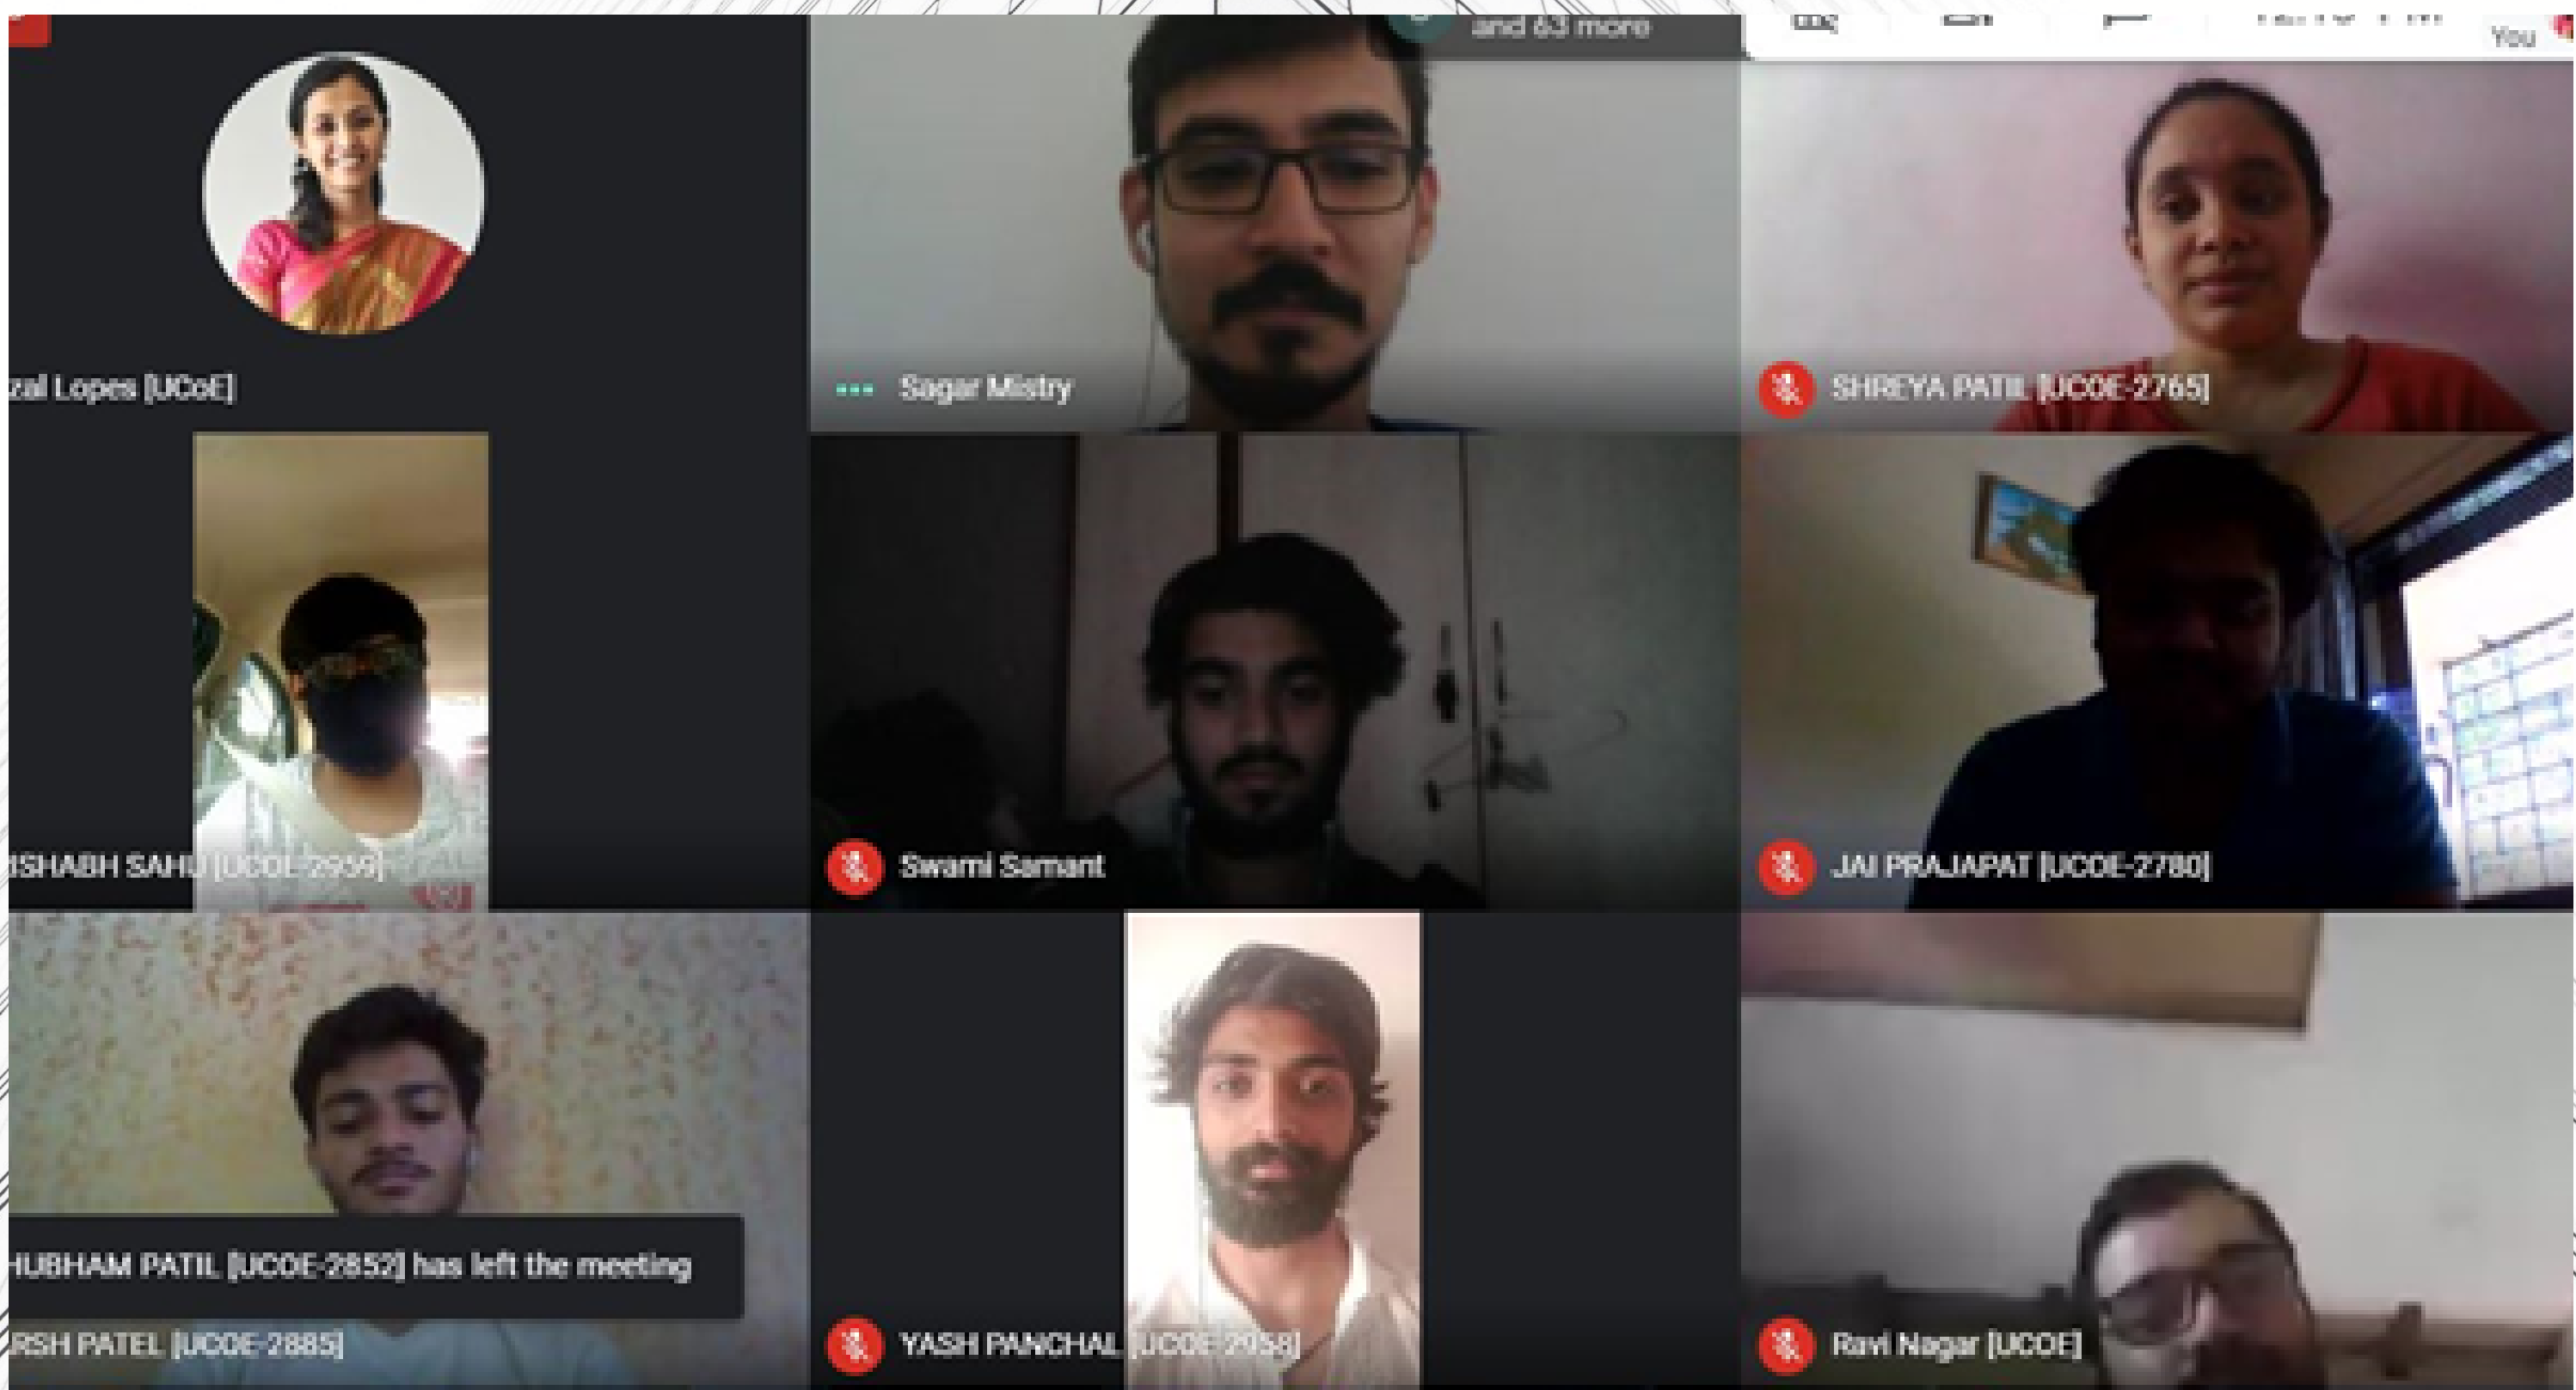 and 63 more
You
zal Lopes [UCoE]
Sagar Mistry
SHREYA PATIL [UCOE-2765]
ISHABH SAHU [UCOE-2959]
Swami Samant
JAI PRAJAPAT [UCOE-2780]
HUBHAM PATIL [UCOE-2852] has left the meeting
RSH PATEL [UCOE-2885]
YASH PANCHAL [UCOE-2958]
Ravi Nagar [UCOE]